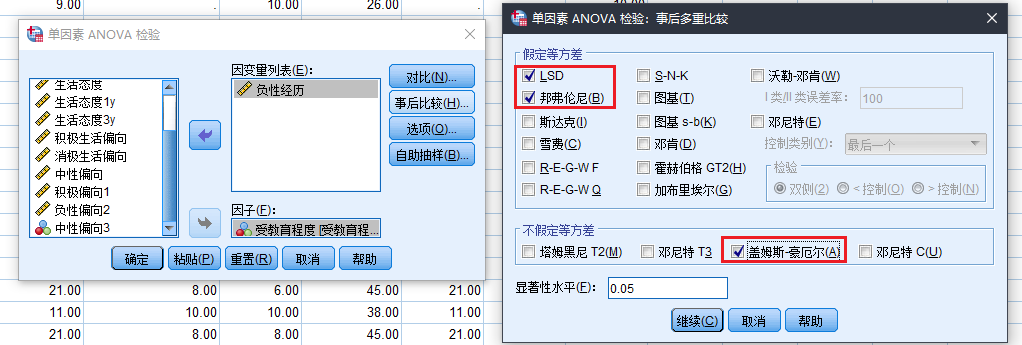 9.00 . 10.00 26.00 .
单因素 ANOVA 检验
生活态度
生活态度1y
生活态度3y
积极生活偏向
消极生活偏向
中性偏向
积极偏向1
负性偏向2
中性偏向3
因变量列表(E):
负性经历
因子(F):
受教育程度 [受教育程...
对比(N)...
事后比较(H)...
选项(O)...
自助抽样(B)...
确定 粘贴(P) 重置(R) 取消 帮助
21.00 8.00 6.00 45.00 21.00
11.00 10.00 10.00 38.00 11.00
21.00 8.00 8.00 45.00 21.00
单因素 ANOVA 检验：事后多重比较
假定等方差
LSD S-N-K 沃勒-邓肯(W)
邦弗伦尼(B) 图基(T) I 类/II 类误差率： 100
斯达克(I) 图基 s-b(K) 邓尼特(E)
雪费(C) 邓肯(D) 控制类别(Y)： 最后一个
R-E-G-W F 霍赫伯格 GT2(H) 检验
R-E-G-W Q 加布里埃尔(G) 双侧(2) < 控制(O) > 控制(N)
不假定等方差
塔姆黑尼 T2(M) 邓尼特 T3 盖姆斯-豪厄尔(A) 邓尼特 C(U)
显著性水平(F)： 0.05
继续(C) 取消 帮助